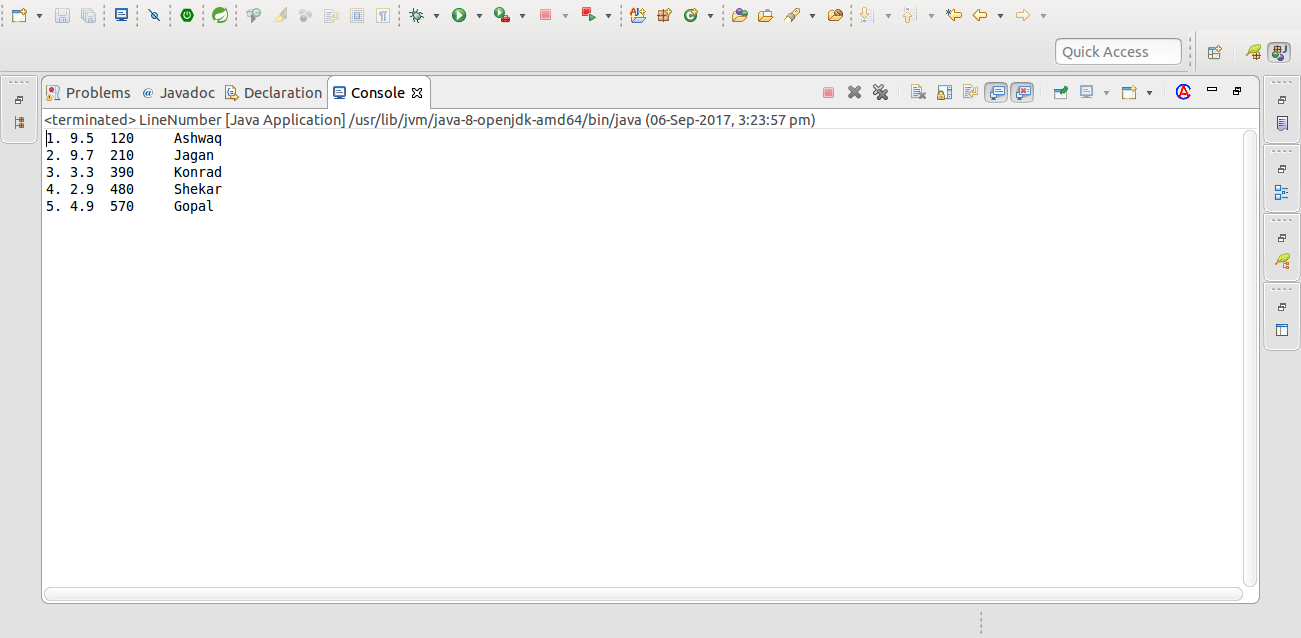 Quick Access
Problems @ Javadoc Declaration Console
<terminated> LineNumber [Java Application] /usr/lib/jvm/java-8-openjdk-amd64/bin/java (06-Sep-2017, 3:23:57 pm)
1. 9.5  120     Ashwaq
2. 9.7  210     Jagan
3. 3.3  390     Konrad
4. 2.9  480     Shekar
5. 4.9  570     Gopal